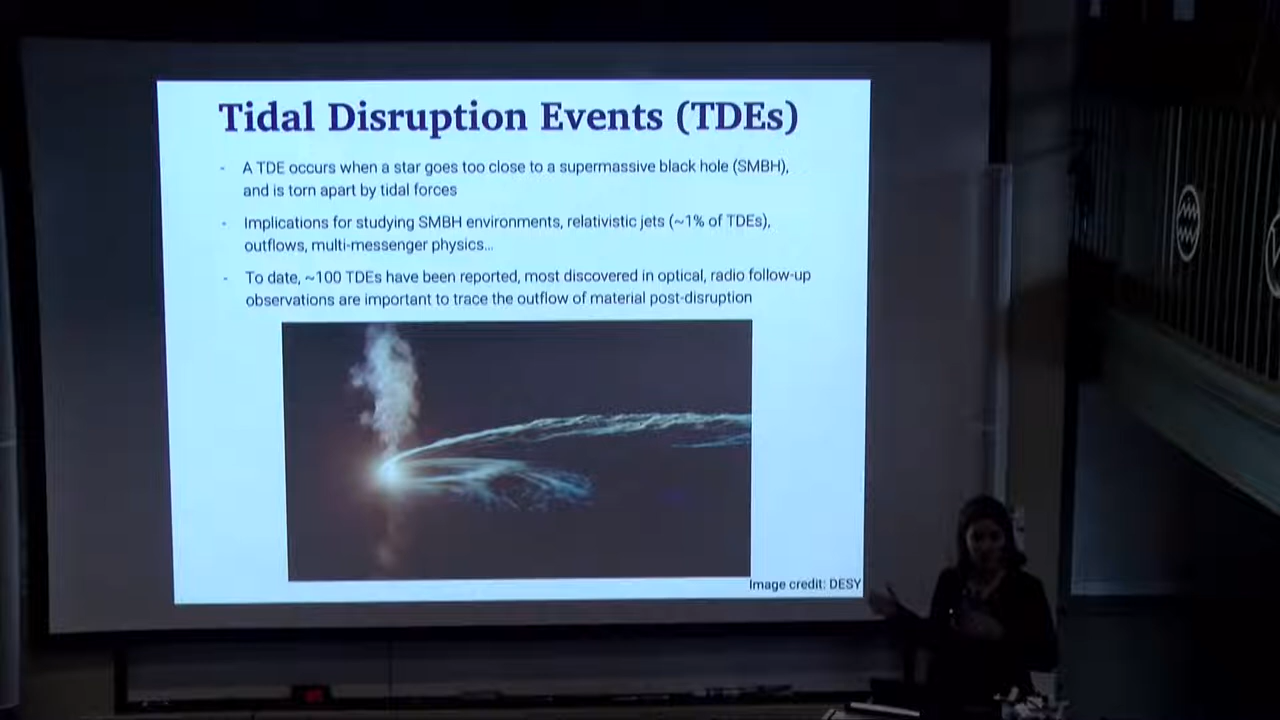 Tidal Disruption Events (TDEs)
- A TDE occurs when a star goes too close to a supermassive black hole (SMBH),
and is torn apart by tidal forces
- Implications for studying SMBH environments, relativistic jets (~1% of TDEs),
outflows, multi-messenger physics...
- To date, ~100 TDEs have been reported, most discovered in optical, radio follow-up
observations are important to trace the outflow of material post-disruption
Image credit: DESY